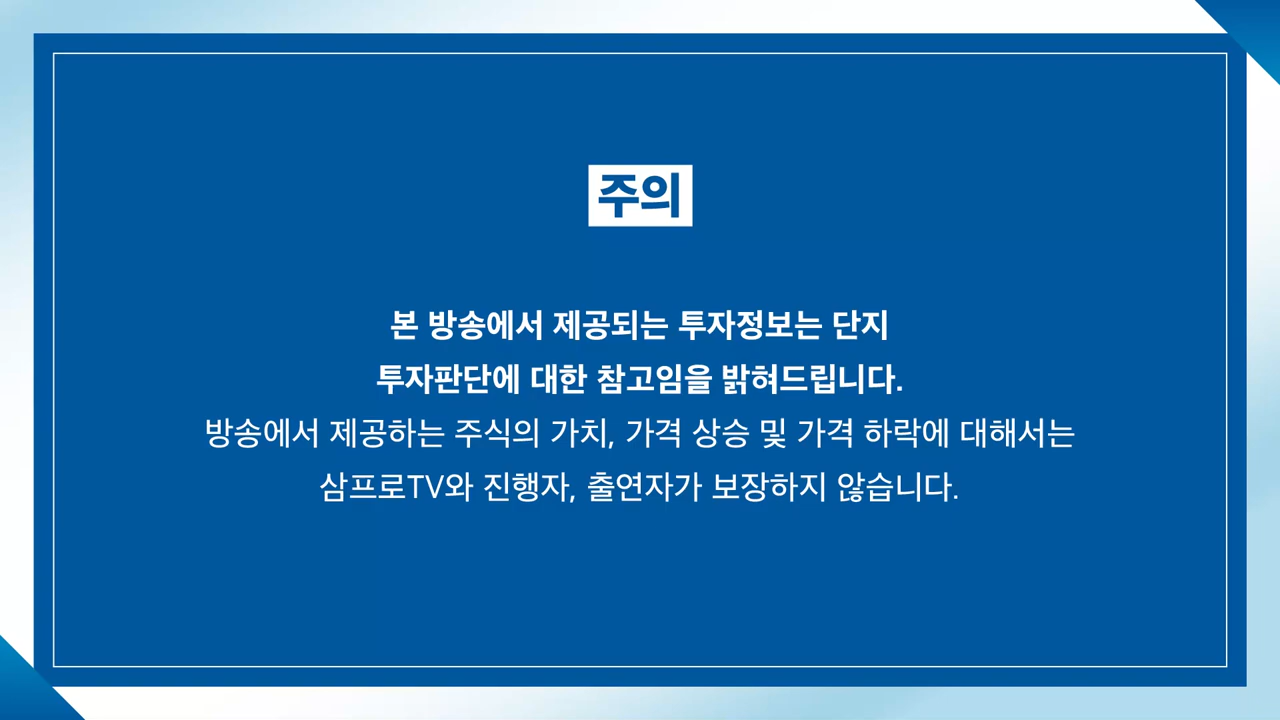 주의
본 방송에서 제공되는 투자정보는 단지
투자판단에 대한 참고임을 밝혀드립니다.
방송에서 제공하는 주식의 가치, 가격 상승 및 가격 하락에 대해서는
삼프로TV와 진행자, 출연자가 보장하지 않습니다.